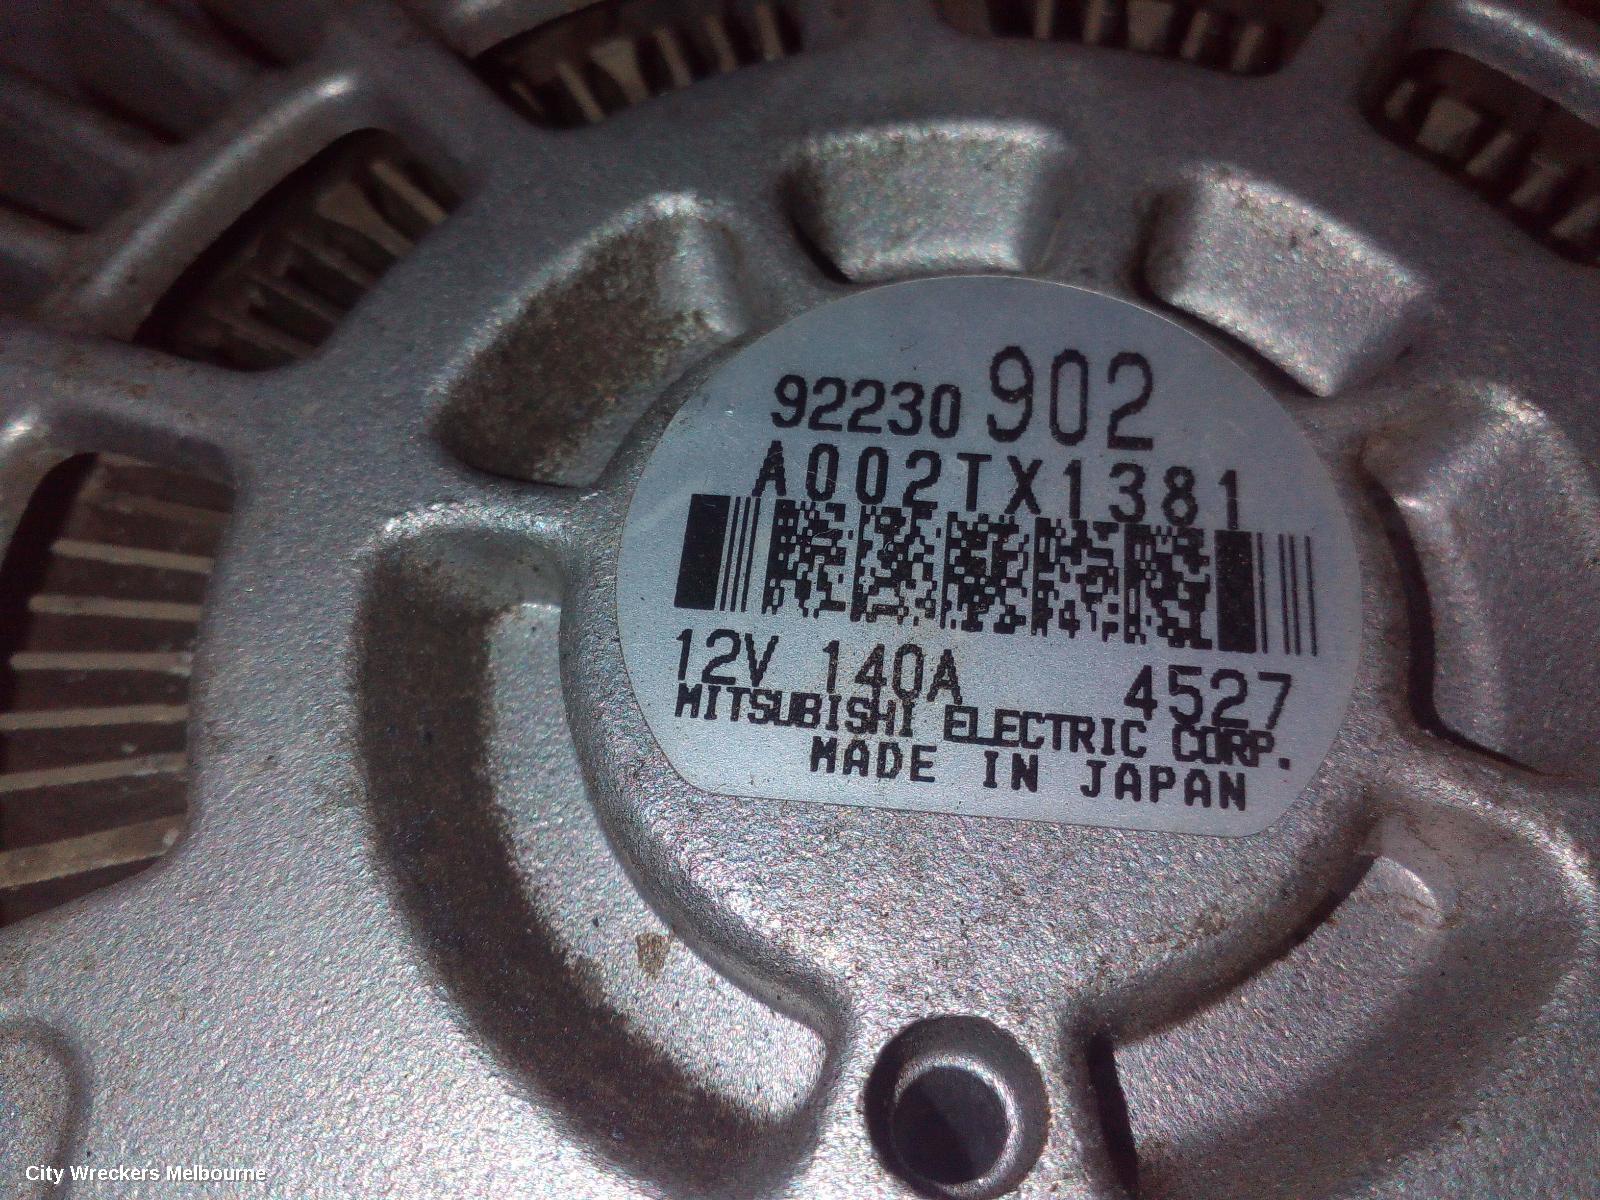 92230 902
A002TX1381
12V 140A 4527
MITSUBISHI ELECTRIC CORP.
MADE IN JAPAN
City Wreckers Melbourne